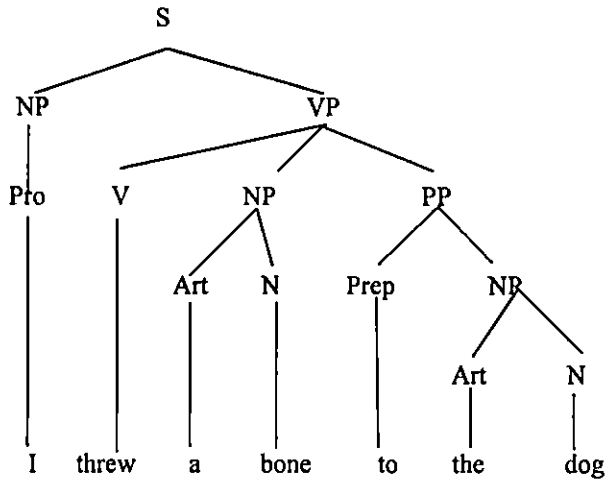 S
NP VP
Pro V NP PP
Art N Prep NP
Art N
I threw a bone to the dog